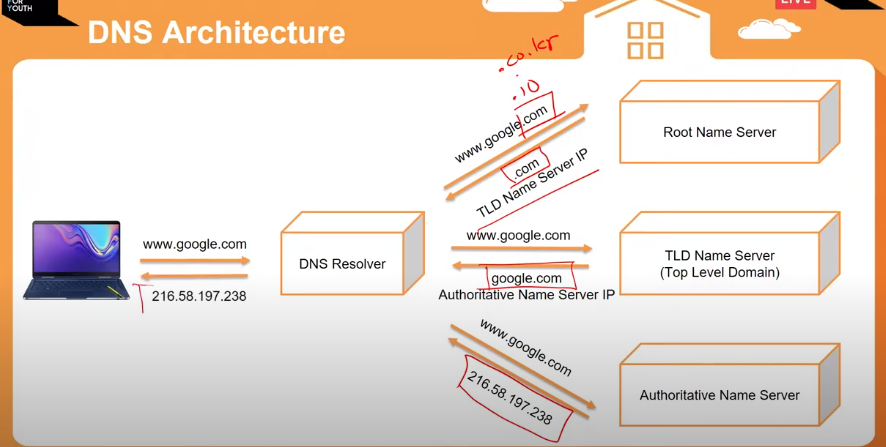 FOR
YOUTH
LIVE
DNS Architecture
.co.kr
.io
www.google.com
.com
TLD Name Server IP
Root Name Server
www.google.com
216.58.197.238
DNS Resolver
www.google.com
google.com
Authoritative Name Server IP
TLD Name Server
(Top Level Domain)
www.google.com
216.58.197.238
Authoritative Name Server